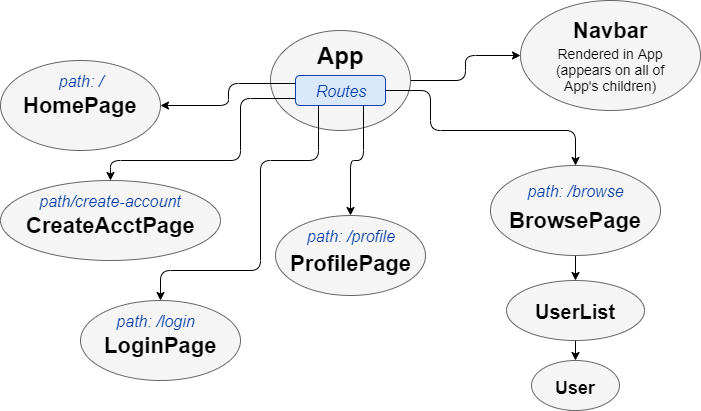 App
Routes
Navbar
Rendered in App
(appears on all of
App's children)
path: /
HomePage
path/create-account
CreateAcctPage
path: /login
LoginPage
path: /profile
ProfilePage
path: /browse
BrowsePage
UserList
User